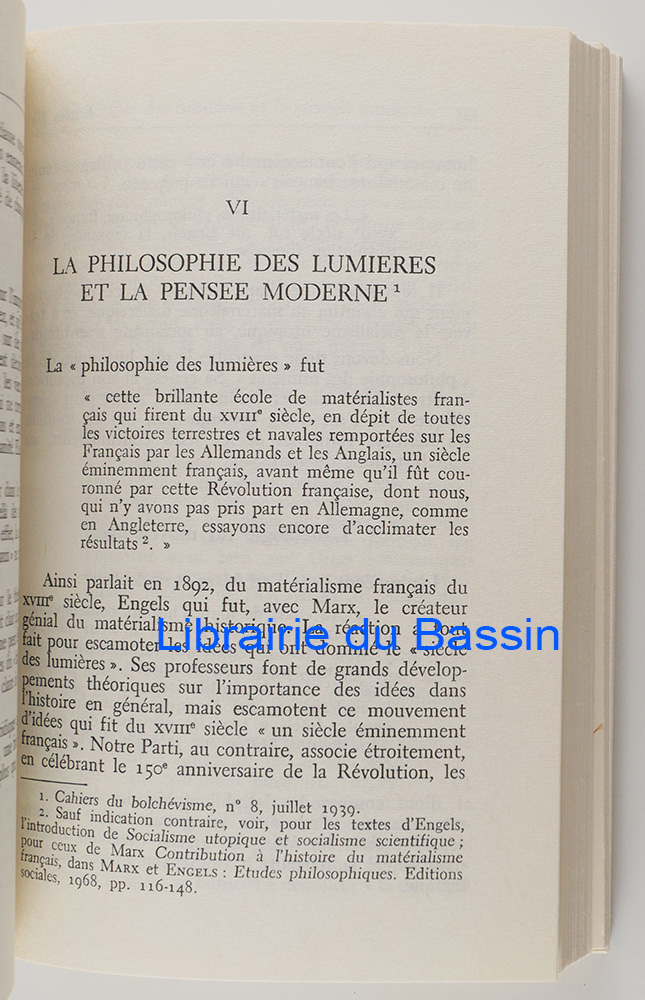 VI
LA PHILOSOPHIE DES LUMIERES
ET LA PENSEE MODERNE ¹
La « philosophie des lumières » fut
« cette brillante école de matérialistes fran-
çais qui firent du XVIIIᵉ siècle, en dépit de toutes
les victoires terrestres et navales remportées sur les
Français par les Allemands et les Anglais, un siècle
éminemment français, avant même qu'il fût cou-
ronné par cette Révolution française, dont nous,
qui n'y avons pas pris part en Allemagne, comme
en Angleterre, essayons encore d'acclimater les
résultats ². »
Ainsi parlait en 1892, du matérialisme français du
XVIIIᵉ siècle, Engels qui fut, avec Marx, le créateur
génial du matérialisme historique. La réaction a tout
fait pour escamoter les idées qui ont dominé le « siècle
des lumières ». Ses professeurs font de grands dévelop-
pements théoriques sur l'importance des idées dans
l'histoire en général, mais escamotent ce mouvement
d'idées qui fit du XVIIIᵉ siècle « un siècle éminemment
français ». Notre Parti, au contraire, associe étroitement,
en célébrant le 150ᵉ anniversaire de la Révolution, les
1. Cahiers du bolchévisme, n° 8, juillet 1939.
2. Sauf indication contraire, voir, pour les textes d'Engels,
l'introduction de Socialisme utopique et socialisme scientifique ;
pour ceux de Marx Contribution à l'histoire du matérialisme
français, dans MARX et ENGELS : Etudes philosophiques. Editions
sociales, 1968, pp. 116-148.
Librairie du Bassin